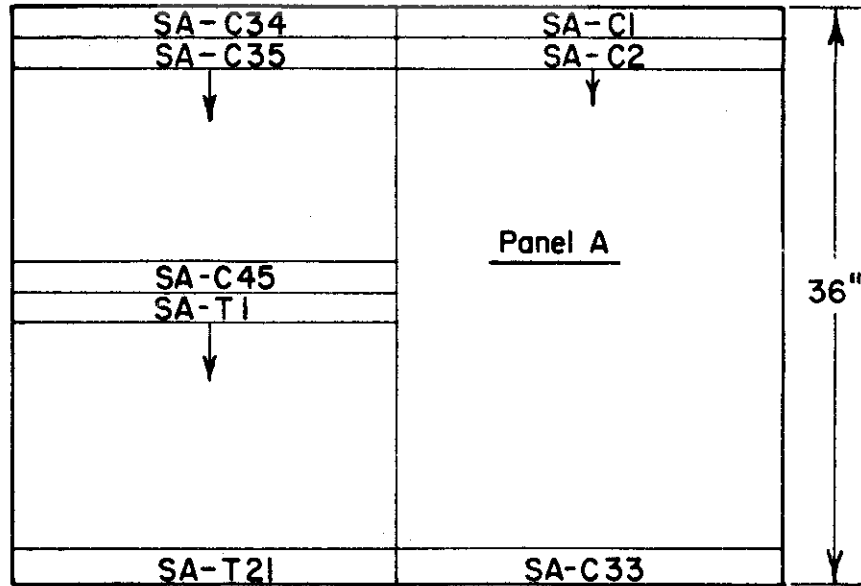 SA-C34
SA-C1
SA-C35
SA-C2
Panel A
SA-C45
36"
SA-T1
SA-T21
SA-C33